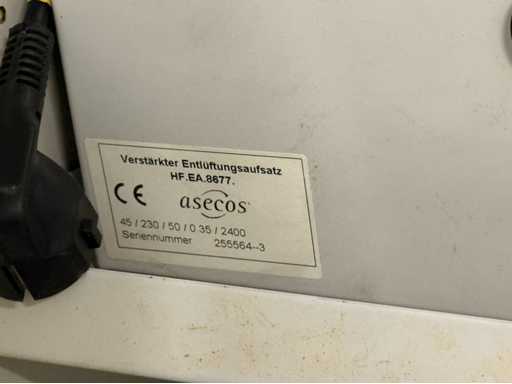 Verstärkter Entlüftungsaufsatz
HF.EA.8677.
CE asecos
45 / 230 / 50 / 0.35 / 2400
Seriennummer 255564--3